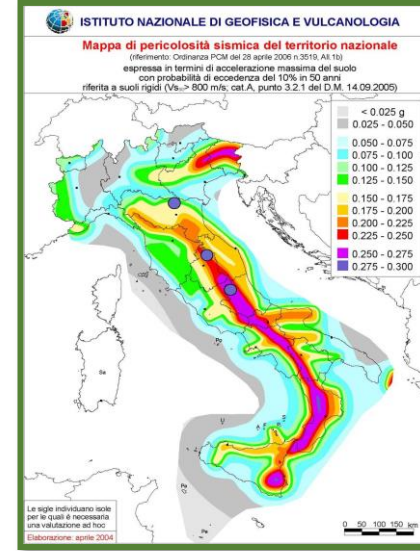 ISTITUTO NAZIONALE DI GEOFISICA E VULCANOLOGIA
Mappa di pericolosità sismica del territorio nazionale
(riferimento: Ordinanza PCM del 28 aprile 2006 n.3519, All.1b)
espressa in termini di accelerazione massima del suolo
con probabilità di eccedenza del 10% in 50 anni
riferita a suoli rigidi (Vs₃₀> 800 m/s; cat.A, punto 3.2.1 del D.M. 14.09.2005)
< 0.025 g
0.025 - 0.050
0.050 - 0.075
0.075 - 0.100
0.100 - 0.125
0.125 - 0.150
0.150 - 0.175
0.175 - 0.200
0.200 - 0.225
0.225 - 0.250
0.250 - 0.275
0.275 - 0.300
Sa
U
Pa
Pe
Le sigle individuano isole
per le quali è necessaria
una valutazione ad hoc
Elaborazione: aprile 2004
0 50 100 150 km